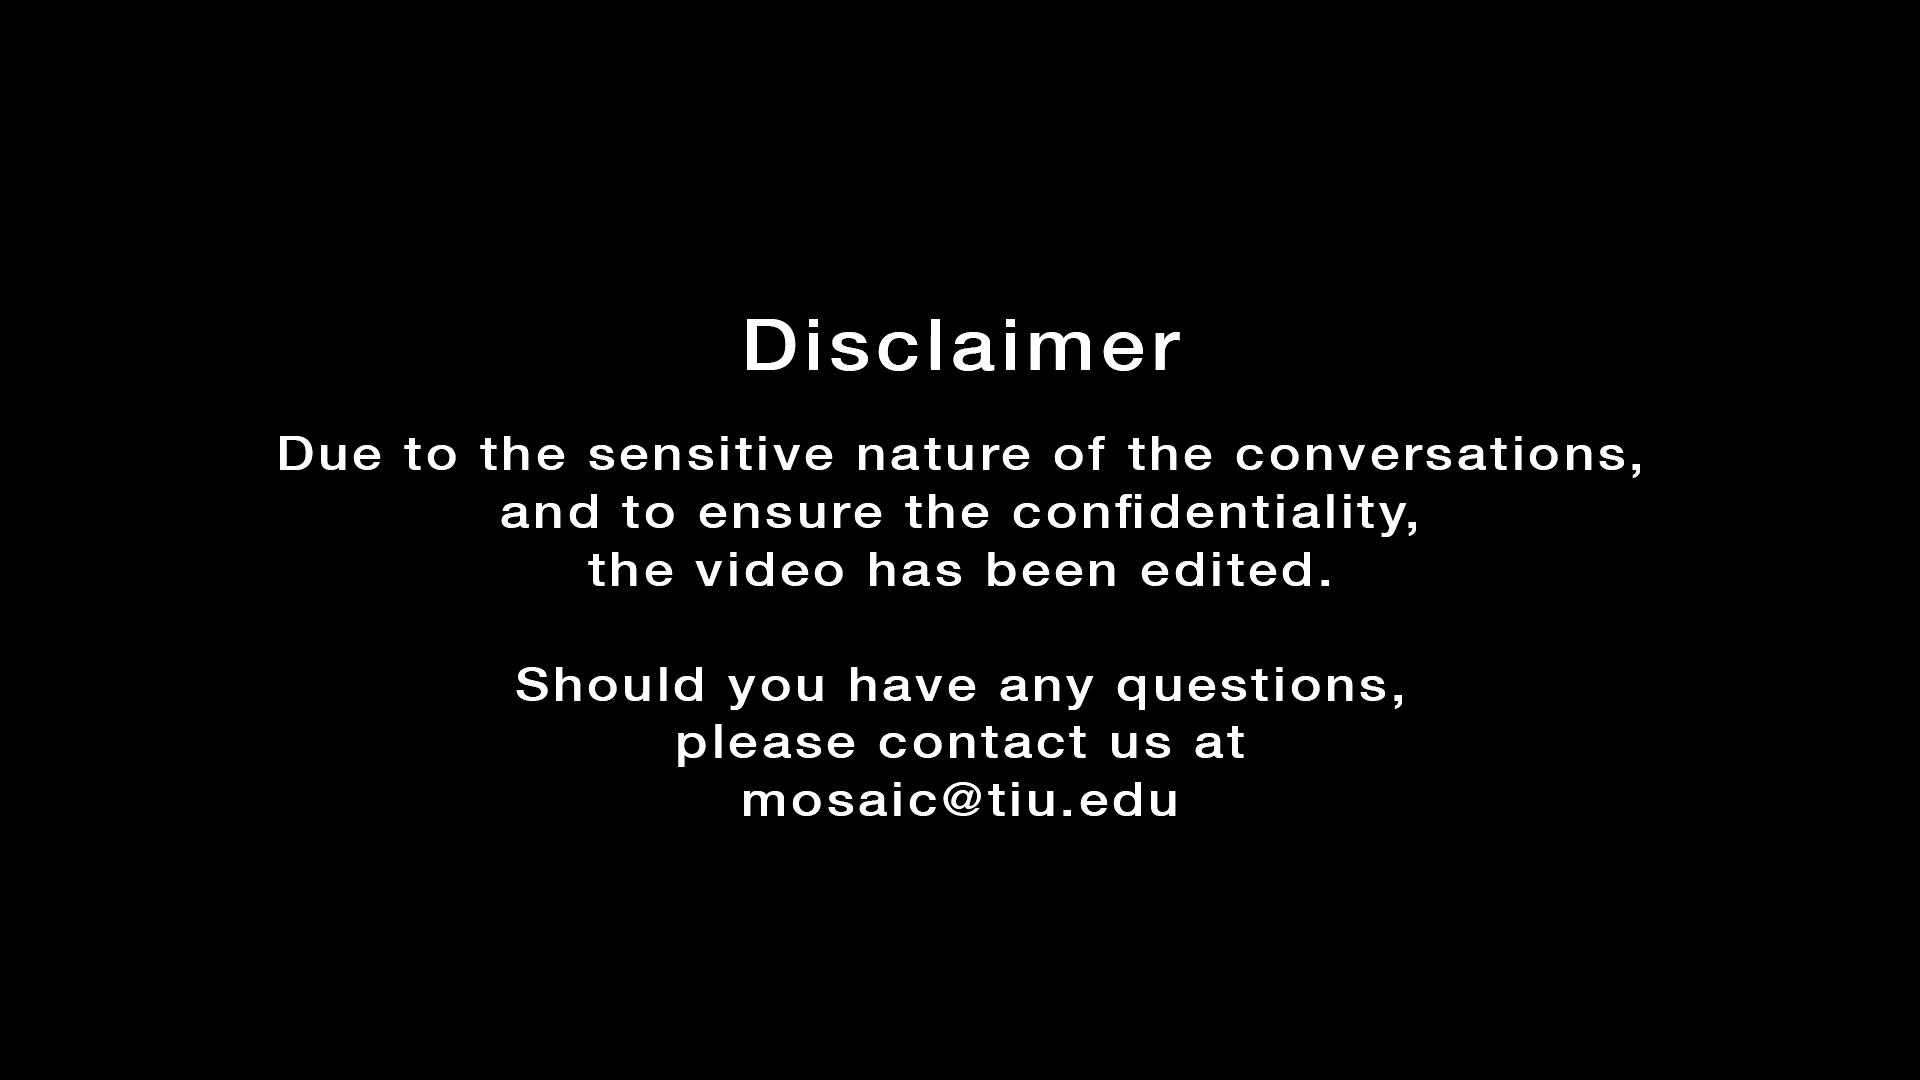 Disclaimer
Due to the sensitive nature of the conversations,
and to ensure the confidentiality,
the video has been edited.
Should you have any questions,
please contact us at
mosaic@tiu.edu